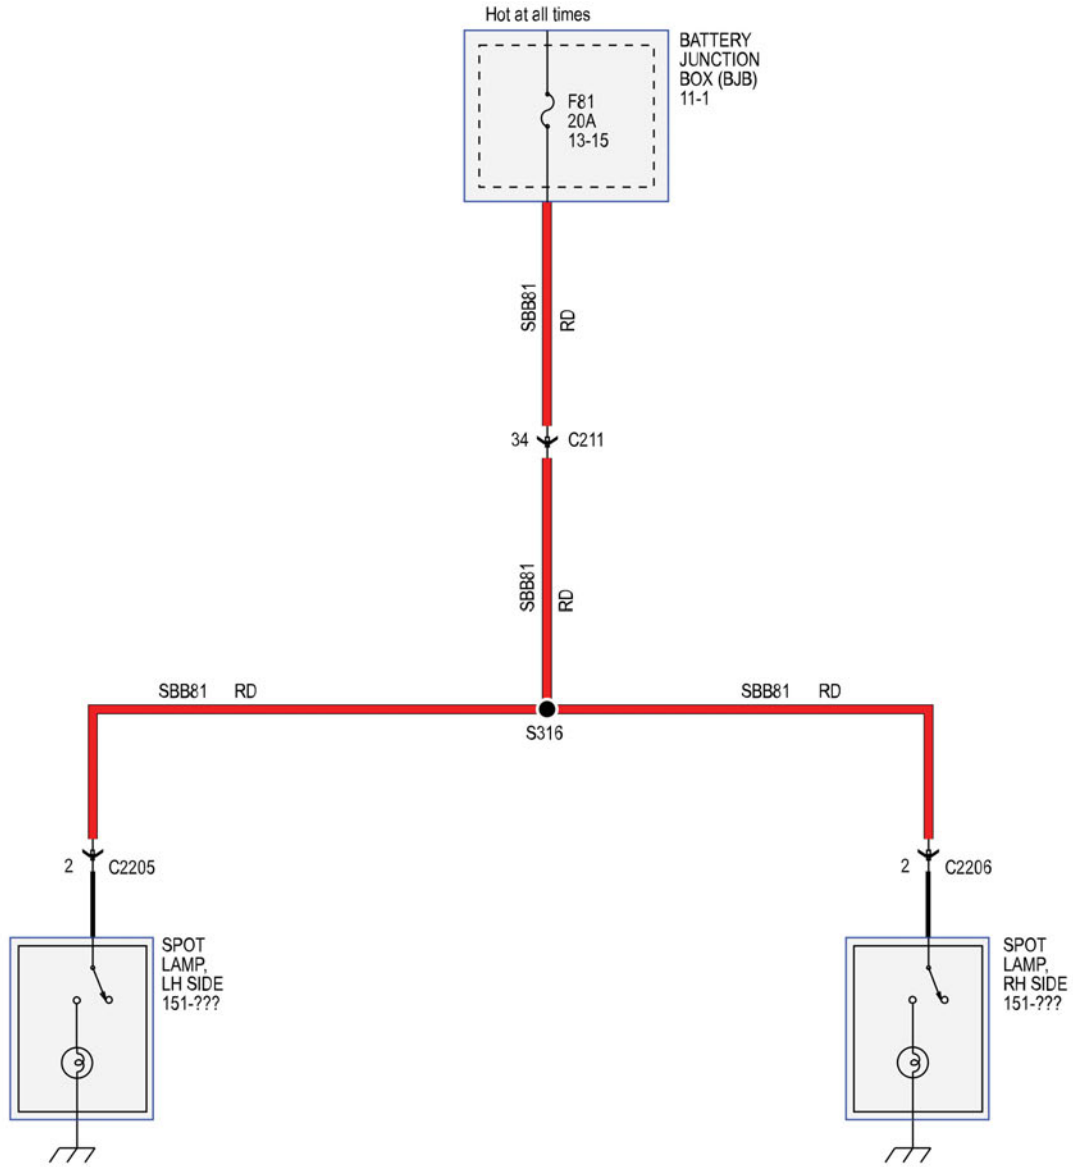 Hot at all times
BATTERY
JUNCTION
BOX (BJB)
11-1
F81
20A
13-15
SBB81
RD
34
C211
SBB81
RD
SBB81 RD
SBB81 RD
S316
2
C2205
2
C2206
SPOT
LAMP,
LH SIDE
151-???
SPOT
LAMP,
RH SIDE
151-???